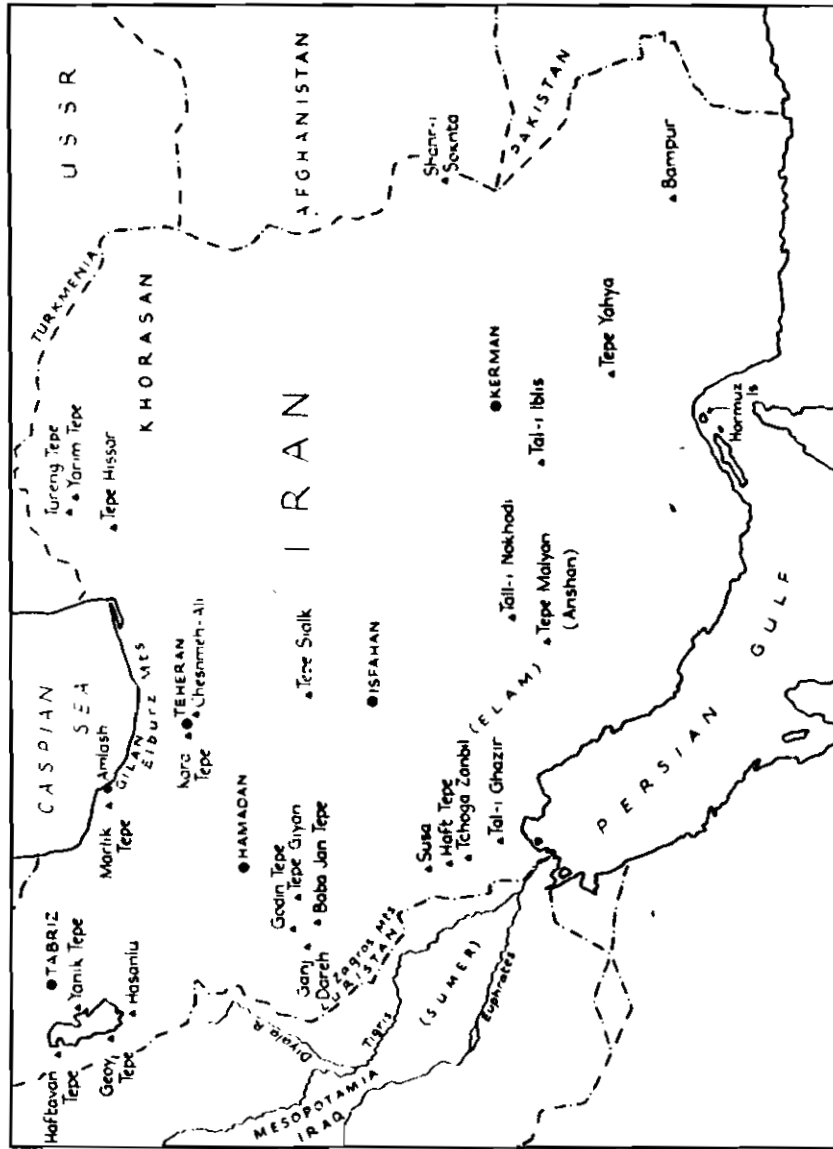 USSR
CASPIAN
SEA
TURKMENIA
Tureng Tepe
Yarim Tepe
Tepe Hissar
KHORASAN
AFGHANISTAN
PAKISTAN
Haftavan
Tepe
TABRIZ
Yanik Tepe
Geoy
Tepe
Hasanlu
Marlik
Tepe
Amlash
GILAN
Elburz Mts
Kara
Tepe
TEHERAN
Chesnmeh-Ali
HAMADAN
Godin Tepe
Tepe Giyan
Ganj
Dareh
Baba Jan Tepe
Tepe Sialk
IRAN
ISFAHAN
Zagros Mts
Diyala R.
Tigris
(SUMER)
Euphrates
MESOPOTAMIA
IRAQ
Susa
Haft Tepe
Tchoga Zanbil
Tal-i Ghazir
(ELAM)
Tall-i Nokhodi
Tepe Malyan
(Anshan)
KERMAN
Tal-i Iblis
Tepe Yahya
Bampur
Hormuz
Is
PERSIAN
GULF